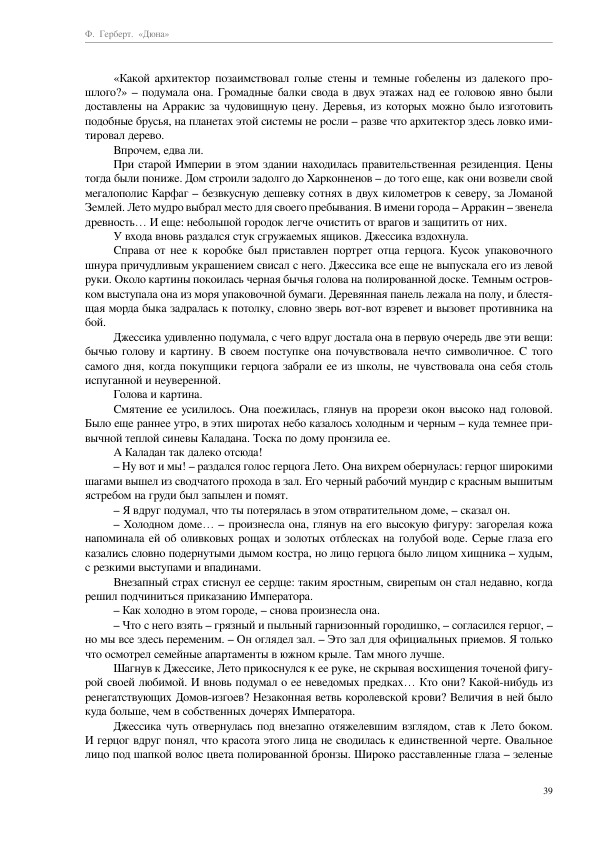 Ф. Герберт. «Дюна»
«Какой архитектор позаимствовал голые стены и темные гобелены из далекого про-
шлого?» – подумала она. Громадные балки свода в двух этажах над ее головою явно были
доставлены на Арракис за чудовищную цену. Деревья, из которых можно было изготовить
подобные брусья, на планетах этой системы не росли – разве что архитектор здесь ловко ими-
тировал дерево.
Впрочем, едва ли.
При старой Империи в этом здании находилась правительственная резиденция. Цены
тогда были пониже. Дом строили задолго до Харконненов – до того еще, как они возвели свой
мегалополис Карфаг – безвкусную дешевку сотнях в двух километров к северу, за Ломаной
Землей. Лето мудро выбрал место для своего пребывания. В имени города – Арракин – звенела
древность… И еще: небольшой городок легче очистить от врагов и защитить от них.
У входа вновь раздался стук сгружаемых ящиков. Джессика вздохнула.
Справа от нее к коробке был приставлен портрет отца герцога. Кусок упаковочного
шнура причудливым украшением свисал с него. Джессика все еще не выпускала его из левой
руки. Около картины покоилась черная бычья голова на полированной доске. Темным остров-
ком выступала она из моря упаковочной бумаги. Деревянная панель лежала на полу, и блестя-
щая морда быка задралась к потолку, словно зверь вот-вот взревет и вызовет противника на
бой.
Джессика удивленно подумала, с чего вдруг достала она в первую очередь две эти вещи:
бычью голову и картину. В своем поступке она почувствовала нечто символичное. С того
самого дня, когда покупщики герцога забрали ее из школы, не чувствовала она себя столь
испуганной и неуверенной.
Голова и картина.
Смятение ее усилилось. Она поежилась, глянув на прорези окон высоко над головой.
Было еще раннее утро, в этих широтах небо казалось холодным и черным – куда темнее при-
вычной теплой синевы Каладана. Тоска по дому пронзила ее.
А Каладан так далеко отсюда!
– Ну вот и мы! – раздался голос герцога Лето. Она вихрем обернулась: герцог широкими
шагами вышел из сводчатого прохода в зал. Его черный рабочий мундир с красным вышитым
ястребом на груди был запылен и помят.
– Я вдруг подумал, что ты потерялась в этом отвратительном доме, – сказал он.
– Холодном доме… – произнесла она, глянув на его высокую фигуру: загорелая кожа
напоминала ей об оливковых рощах и золотых отблесках на голубой воде. Серые глаза его
казались словно подернутыми дымом костра, но лицо герцога было лицом хищника – худым,
с резкими выступами и впадинами.
Внезапный страх стиснул ее сердце: таким яростным, свирепым он стал недавно, когда
решил подчиниться приказанию Императора.
– Как холодно в этом городе, – снова произнесла она.
– Что с него взять – грязный и пыльный гарнизонный городишко, – согласился герцог, –
но мы все здесь переменим. – Он оглядел зал. – Это зал для официальных приемов. Я только
что осмотрел семейные апартаменты в южном крыле. Там много лучше.
Шагнув к Джессике, Лето прикоснулся к ее руке, не скрывая восхищения точеной фигу-
рой своей любимой. И вновь подумал о ее неведомых предках… Кто они? Какой-нибудь из
ренегатствующих Домов-изгоев? Незаконная ветвь королевской крови? Величия в ней было
куда больше, чем в собственных дочерях Императора.
Джессика чуть отвернулась под внезапно отяжелевшим взглядом, став к Лето боком.
И герцог вдруг понял, что красота этого лица не сводилась к единственной черте. Овальное
лицо под шапкой волос цвета полированной бронзы. Широко расставленные глаза – зеленые
39